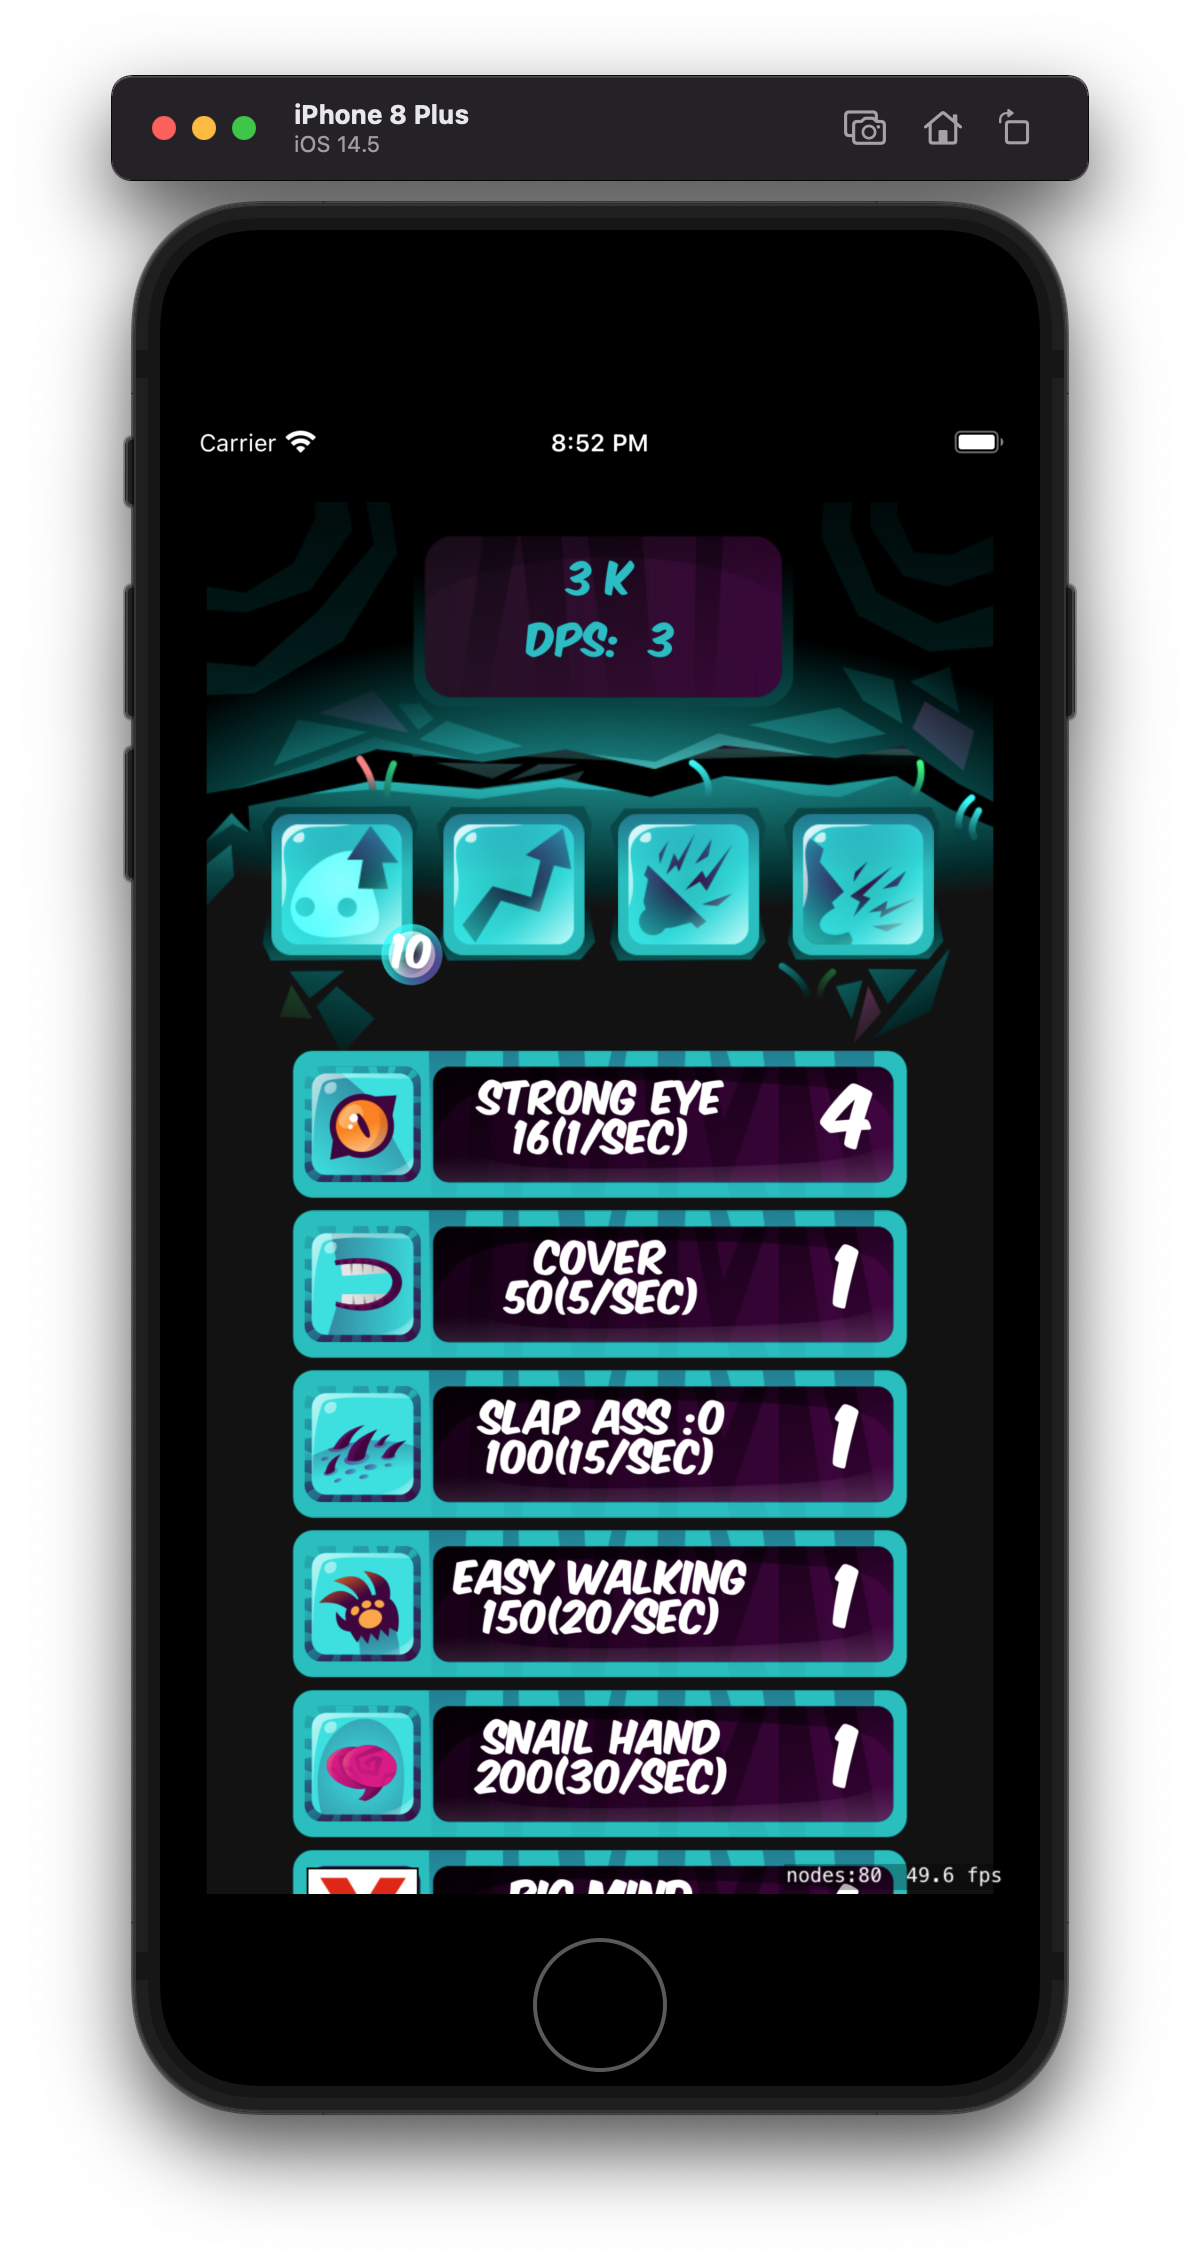 iPhone 8 Plus
iOS 14.5
Carrier 8:52 PM
3 K
DPS: 3
10
STRONG EYE
16(1/SEC)
4
COVER
50(5/SEC)
1
SLAP ASS :O
100(15/SEC)
1
EASY WALKING
150(20/SEC)
1
SNAIL HAND
200(30/SEC)
1
BIG MIND
nodes:80 49.6 fps